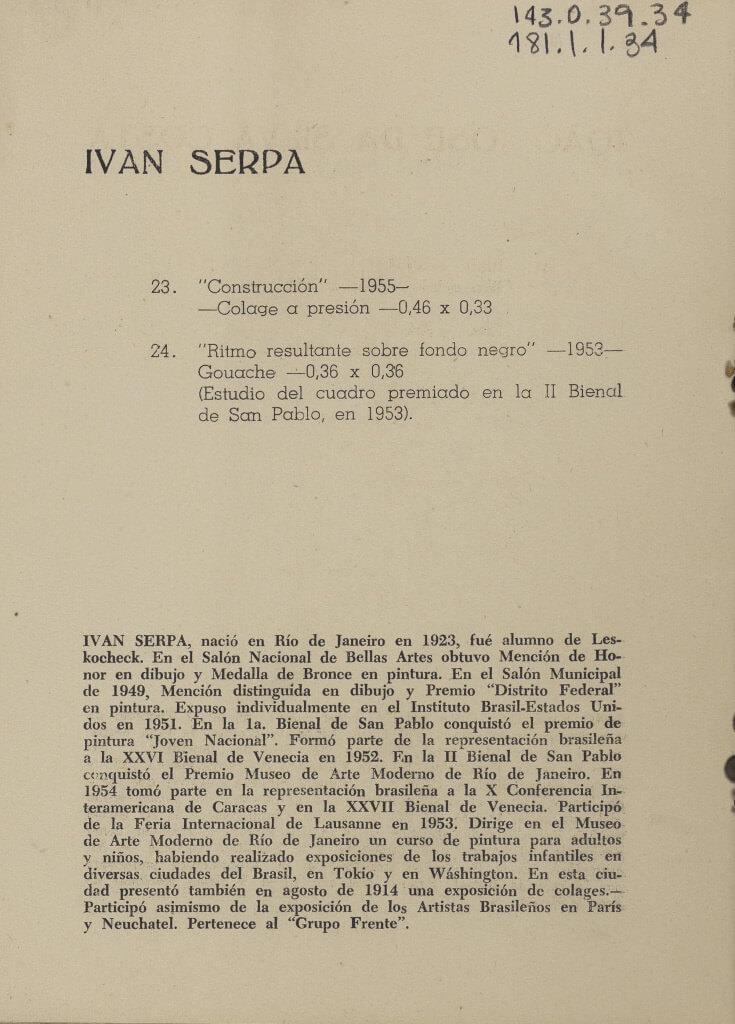 143.0.39.34
181.1.1.34
IVAN SERPA
23. "Construcción" —1955—
—Colage a presión —0,46 x 0,33
24. "Ritmo resultante sobre fondo negro" —1953—
Gouache —0,36 x 0,36
(Estudio del cuadro premiado en la II Bienal
de San Pablo, en 1953).
IVAN SERPA, nació en Río de Janeiro en 1923, fué alumno de Les-
kocheck. En el Salón Nacional de Bellas Artes obtuvo Mención de Ho-
nor en dibujo y Medalla de Bronce en pintura. En el Salón Municipal
de 1949, Mención distinguida en dibujo y Premio “Distrito Federal”
en pintura. Expuso individualmente en el Instituto Brasil-Estados Uni-
dos en 1951. En la 1a. Bienal de San Pablo conquistó el premio de
pintura “Joven Nacional”. Formó parte de la representación brasileña
a la XXVI Bienal de Venecia en 1952. En la II Bienal de San Pablo
conquistó el Premio Museo de Arte Moderno de Río de Janeiro. En
1954 tomó parte en la representación brasileña a la X Conferencia In-
teramericana de Caracas y en la XXVII Bienal de Venecia. Participó
de la Feria Internacional de Lausanne en 1953. Dirige en el Museo
de Arte Moderno de Río de Janeiro un curso de pintura para adultos
y niños, habiendo realizado exposiciones de los trabajos infantiles en
diversas ciudades del Brasil, en Tokio y en Wáshington. En esta ciu-
dad presentó también en agosto de 1914 una exposición de colages.—
Participó asimismo de la exposición de los Artistas Brasileños en París
y Neuchatel. Pertenece al “Grupo Frente”.